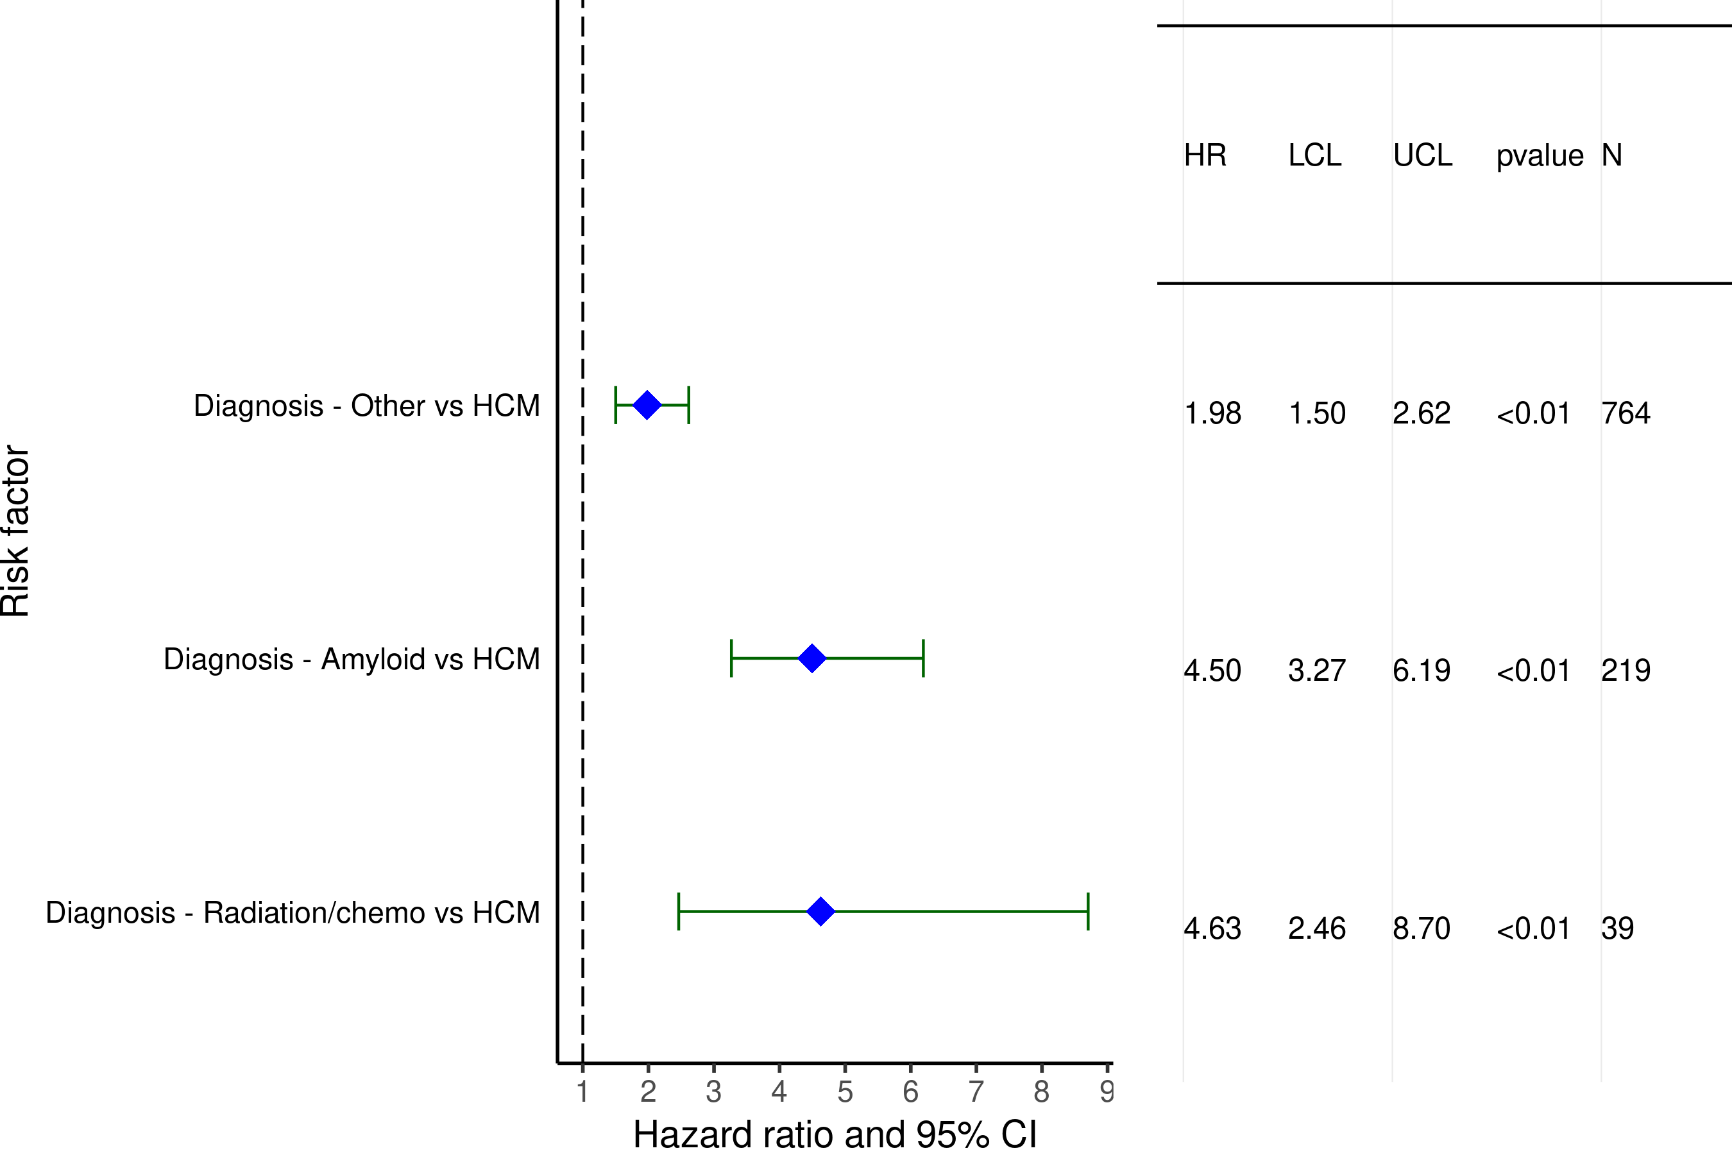 HR LCL UCL pvalue N
Diagnosis - Other vs HCM 1.98 1.50 2.62 <0.01 764
Risk factor
Diagnosis - Amyloid vs HCM 4.50 3.27 6.19 <0.01 219
Diagnosis - Radiation/chemo vs HCM 4.63 2.46 8.70 <0.01 39
1 2 3 4 5 6 7 8 9
Hazard ratio and 95% CI